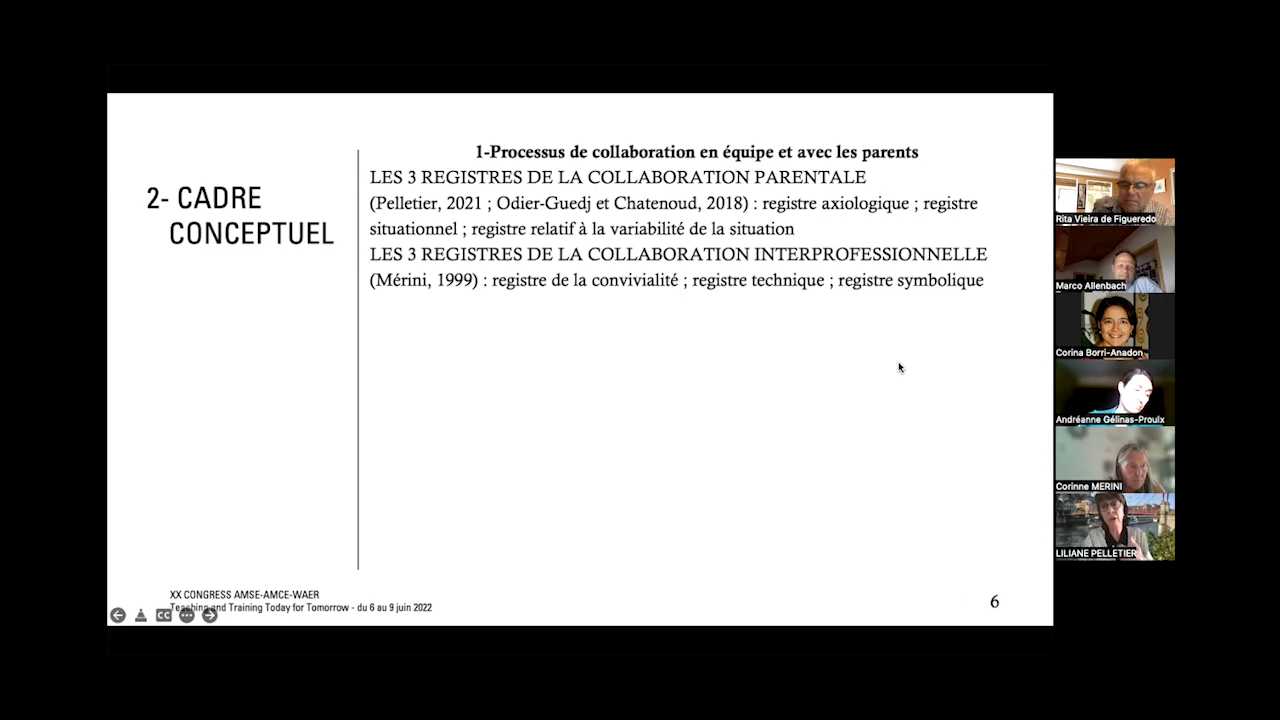 2- CADRE
CONCEPTUEL
1-Processus de collaboration en équipe et avec les parents
LES 3 REGISTRES DE LA COLLABORATION PARENTALE
(Pelletier, 2021 ; Odier-Guedj et Chatenoud, 2018) : registre axiologique ; registre
situationnel ; registre relatif à la variabilité de la situation
LES 3 REGISTRES DE LA COLLABORATION INTERPROFESSIONNELLE
(Mérini, 1999) : registre de la convivialité ; registre technique ; registre symbolique
XX CONGRESS AMSE-AMCE-WAER
Teaching and Training Today for Tomorrow - du 6 au 9 juin 2022
CC
6
Rita Vieira de Figueredo
Marco Allenbach
Corina Borri-Anadon
Andréanne Gélinas-Proulx
Corinne MERINI
LILIANE PELLETIER